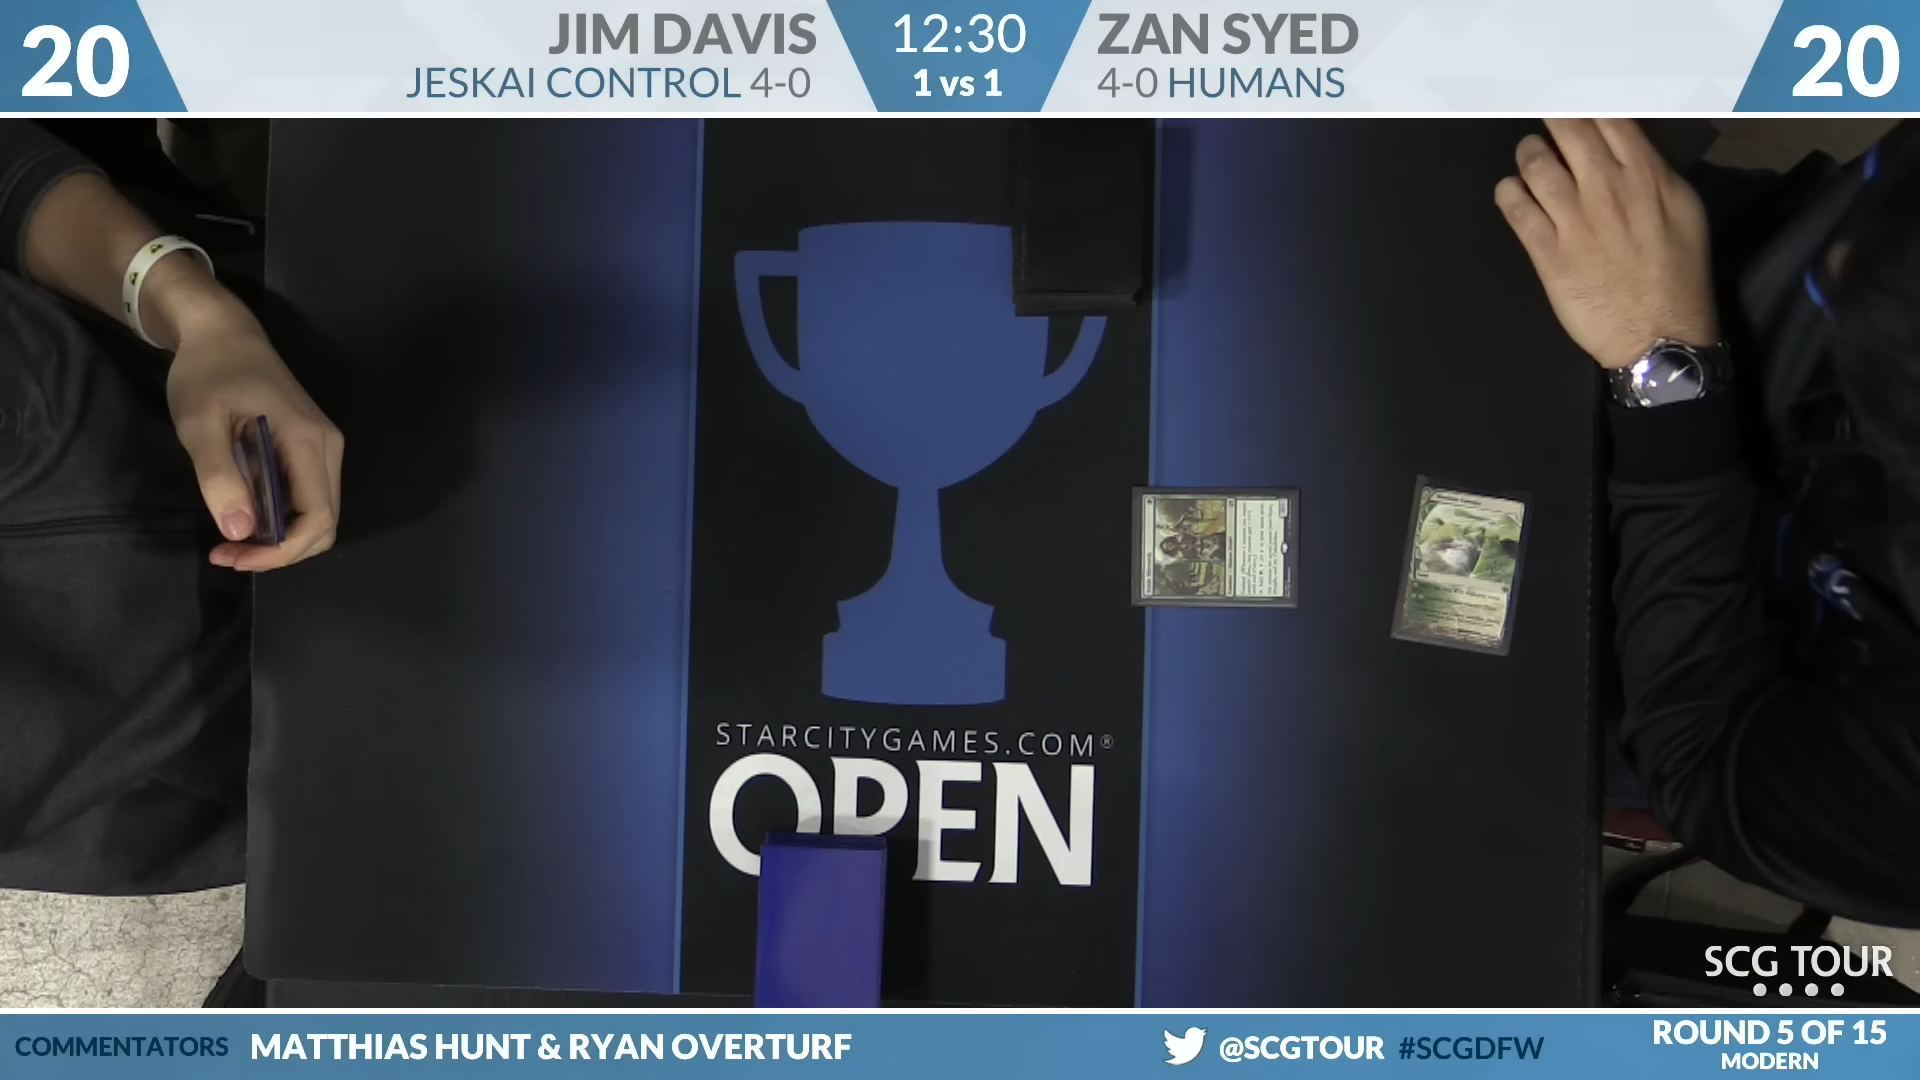 20
JIM DAVIS
JESKAI CONTROL 4-0
12:30
1 vs 1
ZAN SYED
4-0 HUMANS
20
STARCITYGAMES.COM®
OPEN
SCG TOUR
COMMENTATORS MATTHIAS HUNT & RYAN OVERTURF
@SCGTOUR #SCGDFW
ROUND 5 OF 15
MODERN